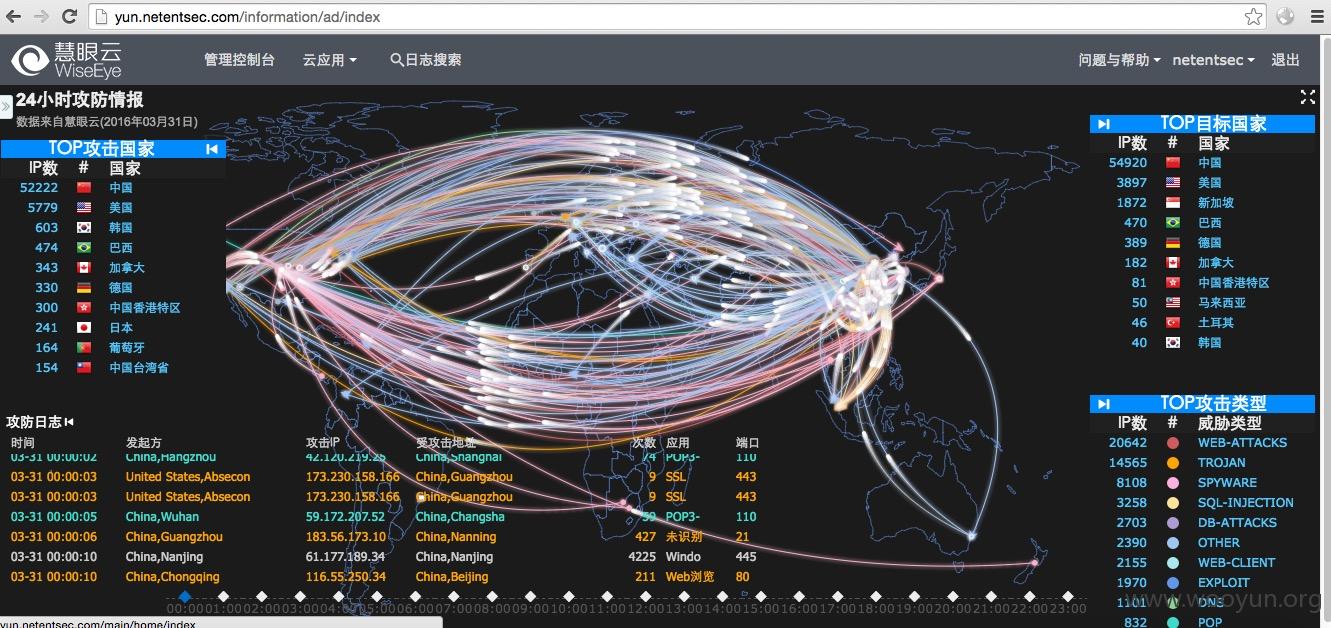 yun.netentsec.com/information/ad/index
慧眼云
WiseEye
管理控制台 云应用 日志搜索 问题与帮助 netentsec 退出
24小时攻防情报
数据来自慧眼云(2016年03月31日)
TOP攻击国家
IP数 # 国家
52222 中国
5779 美国
603 韩国
474 巴西
343 加拿大
330 德国
300 中国香港特区
241 日本
164 葡萄牙
154 中国台湾省
TOP目标国家
IP数 # 国家
54920 中国
3897 美国
1872 新加坡
470 巴西
389 德国
182 加拿大
81 中国香港特区
50 马来西亚
46 土耳其
40 韩国
攻防日志
时间 发起方 攻击IP 受攻击地址 次数 应用 端口
03-31 00:00:02 China,Hangzhou 42.120.219.25 China,Shanghai 74 POP3- 110
03-31 00:00:03 United States,Absecon 173.230.158.166 China,Guangzhou 9 SSL 443
03-31 00:00:03 United States,Absecon 173.230.158.166 China,Guangzhou 9 SSL 443
03-31 00:00:05 China,Wuhan 59.172.207.52 China,Changsha 59 POP3- 110
03-31 00:00:06 China,Guangzhou 183.56.173.10 China,Nanning 427 未识别 21
03-31 00:00:10 China,Nanjing 61.177.189.34 China,Nanjing 4225 Windo 445
03-31 00:00:10 China,Chongqing 116.55.250.34 China,Beijing 211 Web浏览 80
TOP攻击类型
IP数 # 威胁类型
20642 WEB-ATTACKS
14565 TROJAN
8108 SPYWARE
3258 SQL-INJECTION
2703 DB-ATTACKS
2390 OTHER
2155 WEB-CLIENT
1970 EXPLOIT
1101 DNS
832 POP
00:00 01:00 02:00 03:00 04:00 05:00 06:00 07:00 08:00 09:00 10:00 11:00 12:00 13:00 14:00 15:00 16:00 17:00 18:00 19:00 20:00 21:00 22:00 23:00
www.wooyun.org
yun.netentsec.com/main/home/index